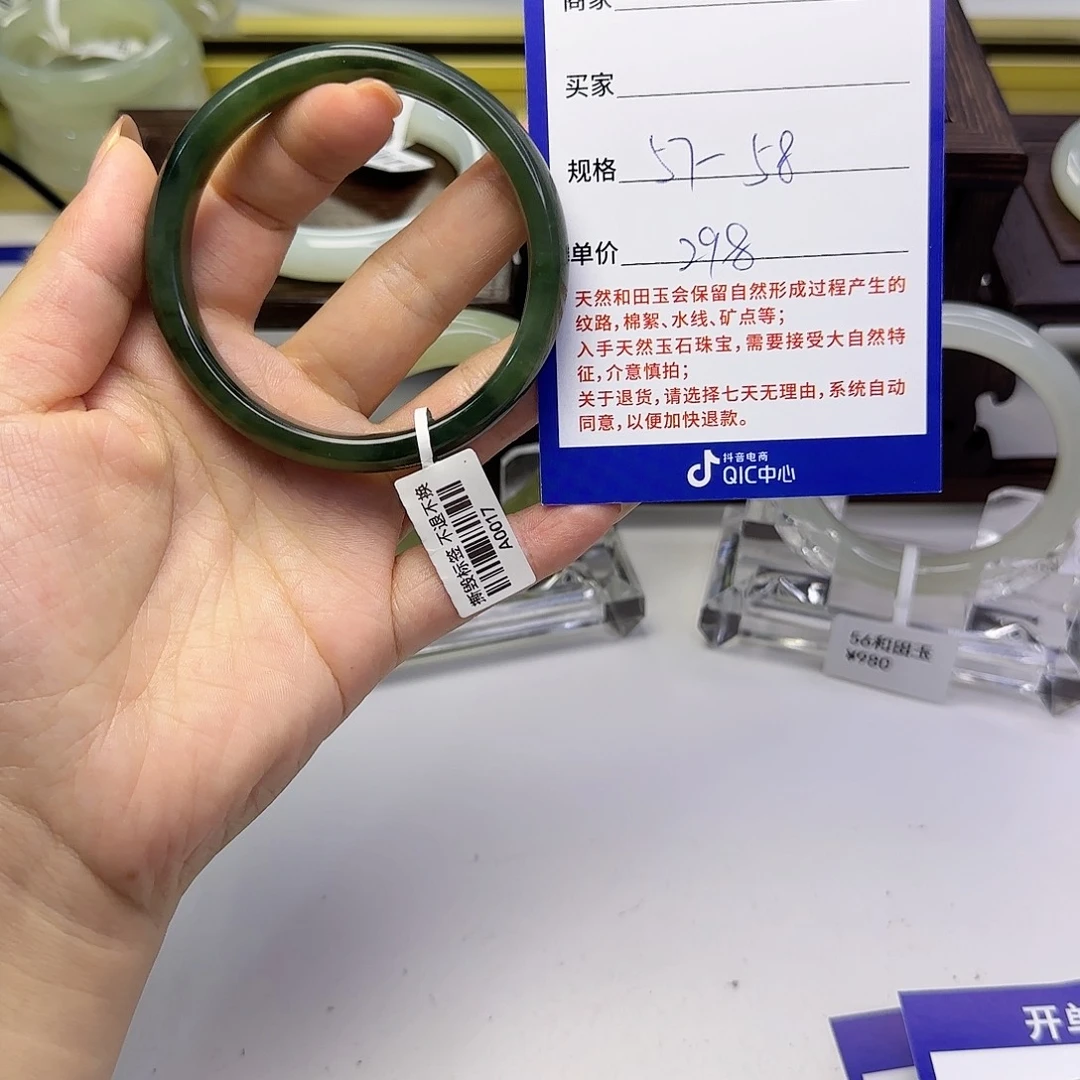 商家
买家
规格 57-58
单价 298
天然和田玉会保留自然形成过程产生的
纹路,棉絮、水线、矿点等;
入手天然玉石珠宝,需要接受大自然特
征,介意慎拍;
关于退货,请选择七天无理由,系统自动
同意,以便加快退款。
抖音电商
QIC中心
撕毁标签 不退不换
A0017
56和田玉
¥980
开单